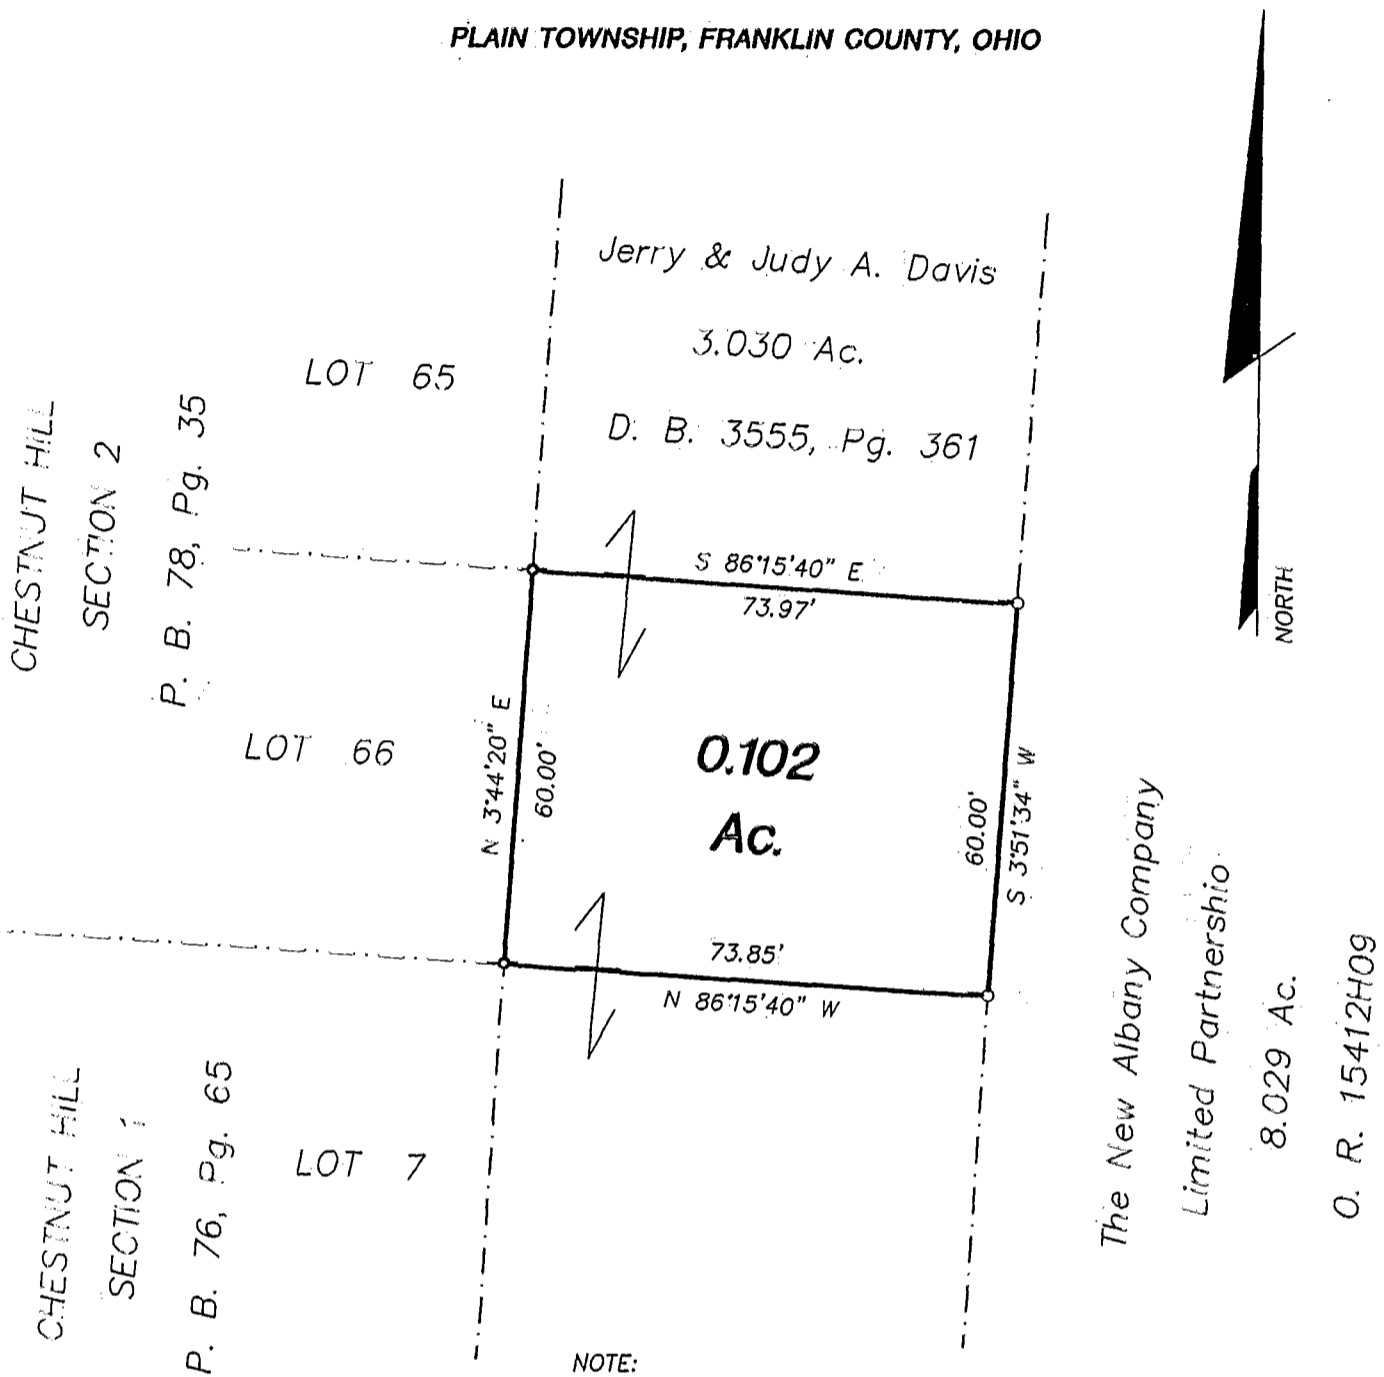 PLAIN TOWNSHIP, FRANKLIN COUNTY, OHIO
Jerry & Judy A. Davis
3.030 Ac.
D. B. 3555, Pg. 361
LOT 65
CHESTNUT HILL
SECTION 2
P. B. 78, Pg. 35
S 86°15'40" E
73.97'
NORTH
LOT 66
N 3°44'20" E
60.00'
0.102
Ac.
60.00'
S 3°51'34" W
73.85'
N 86°15'40" W
The New Albany Company
Limited Partnershio
8.029 Ac.
O. R. 15412H09
CHESTNUT HILL
SECTION 1
P. B. 76, Pg. 65
LOT 7
NOTE: